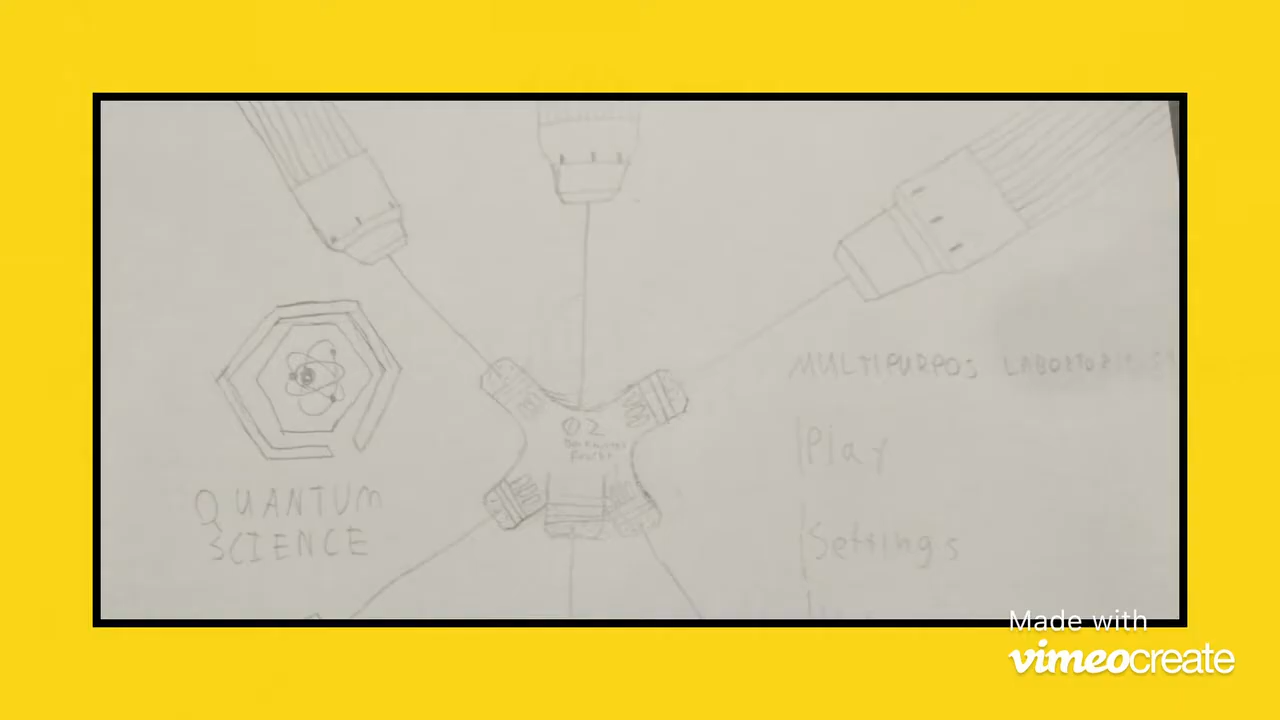 QUANTUM
SCIENCE
02
MULTIPURPOS
Play
Settings
Made with
vimeocreate